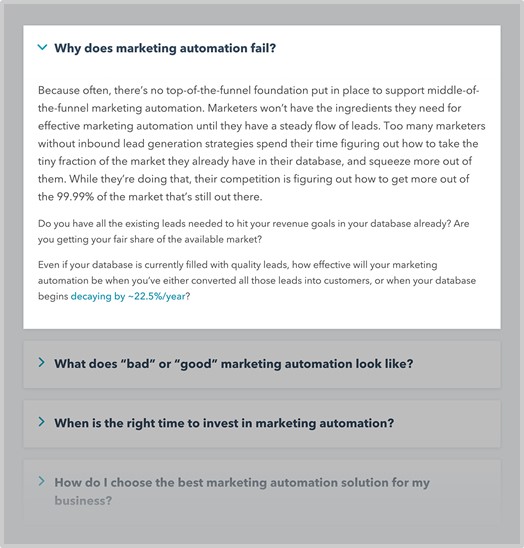 Why does marketing automation fail?
Because often, there’s no top-of-the-funnel foundation put in place to support middle-of-
the-funnel marketing automation. Marketers won’t have the ingredients they need for
effective marketing automation until they have a steady flow of leads. Too many marketers
without inbound lead generation strategies spend their time figuring out how to take the
tiny fraction of the market they already have in their database, and squeeze more out of
them. While they’re doing that, their competition is figuring out how to get more out of
the 99.99% of the market that’s still out there.
Do you have all the existing leads needed to hit your revenue goals in your database already? Are
you getting your fair share of the available market?
Even if your database is currently filled with quality leads, how effective will your marketing
automation be when you’ve either converted all those leads into customers, or when your database
begins decaying by ~22.5%/year?
What does “bad” or “good” marketing automation look like?
When is the right time to invest in marketing automation?
How do I choose the best marketing automation solution for my
business?